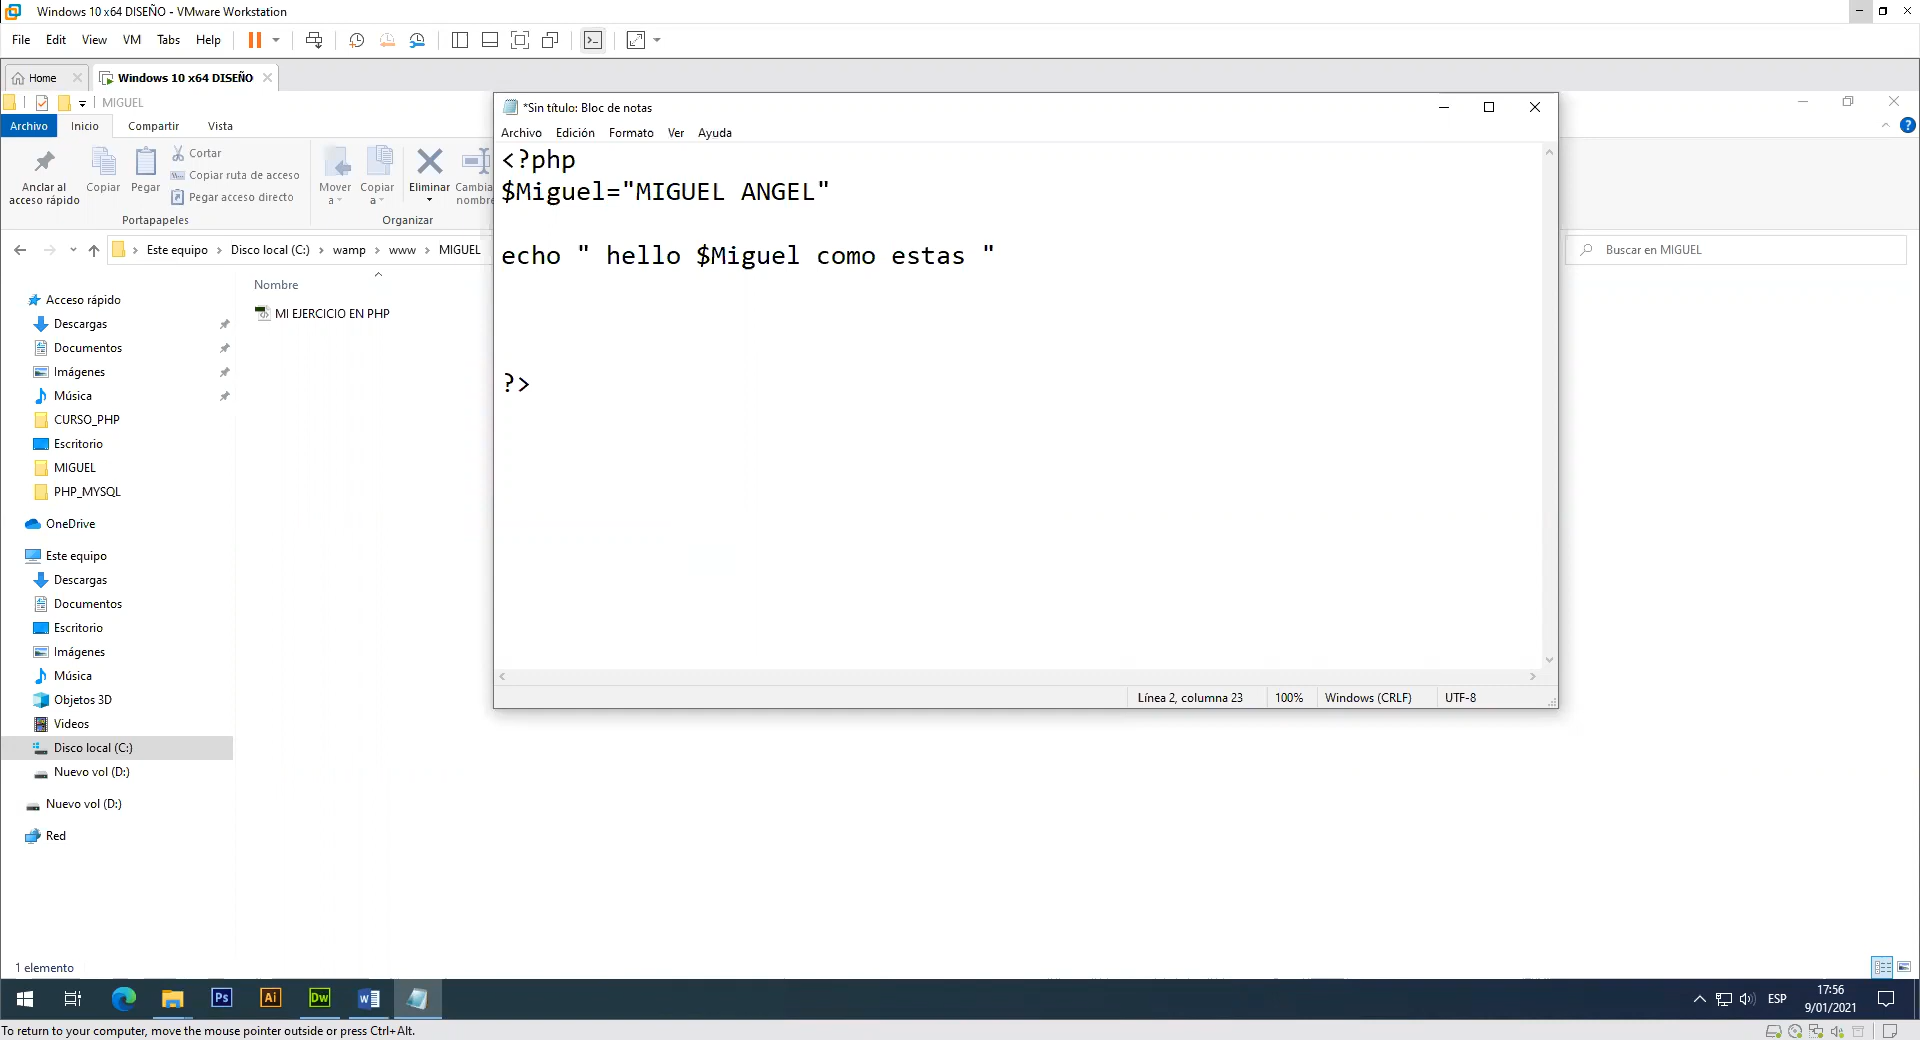 Windows 10 x64 DISEÑO - VMware Workstation
File Edit View VM Tabs Help
Home Windows 10 x64 DISEÑO
MIGUEL
Archivo Inicio Compartir Vista
Anclar al acceso rápido
Copiar
Pegar
Cortar
Copiar ruta de acceso
Pegar acceso directo
Portapapeles
Mover a
Copiar a
Eliminar
Cambia nombre
Organizar
Este equipo Disco local (C:) wamp www MIGUEL
Buscar en MIGUEL
Acceso rápido
Descargas
Documentos
Imágenes
Música
CURSO_PHP
Escritorio
MIGUEL
PHP_MYSQL
OneDrive
Este equipo
Descargas
Documentos
Escritorio
Imágenes
Música
Objetos 3D
Videos
Disco local (C:)
Nuevo vol (D:)
Nuevo vol (D:)
Red
Nombre
MI EJERCICIO EN PHP
1 elemento
*Sin título: Bloc de notas
Archivo Edición Formato Ver Ayuda
<?php
$Miguel="MIGUEL ANGEL"
echo " hello $Miguel como estas "
?>
Línea 2, columna 23 100% Windows (CRLF) UTF-8
Ps Ai Dw W
ESP
17:56
9/01/2021
To return to your computer, move the mouse pointer outside or press Ctrl+Alt.